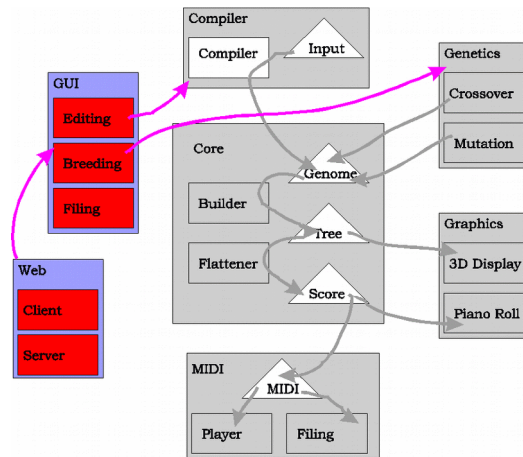 Compiler
Compiler
Input
GUI
Editing
Breeding
Filing
Genetics
Crossover
Mutation
Core
Genome
Builder
Tree
Flattener
Score
Graphics
3D Display
Piano Roll
Web
Client
Server
MIDI
MIDI
Player
Filing